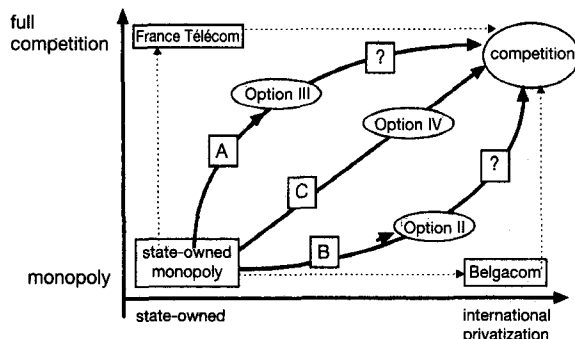 full
competition
France Télécom
?
competition
Option III
Option IV
A
?
C
Option II
B
state-owned
monopoly
monopoly
Belgacom
state-owned
international
privatization